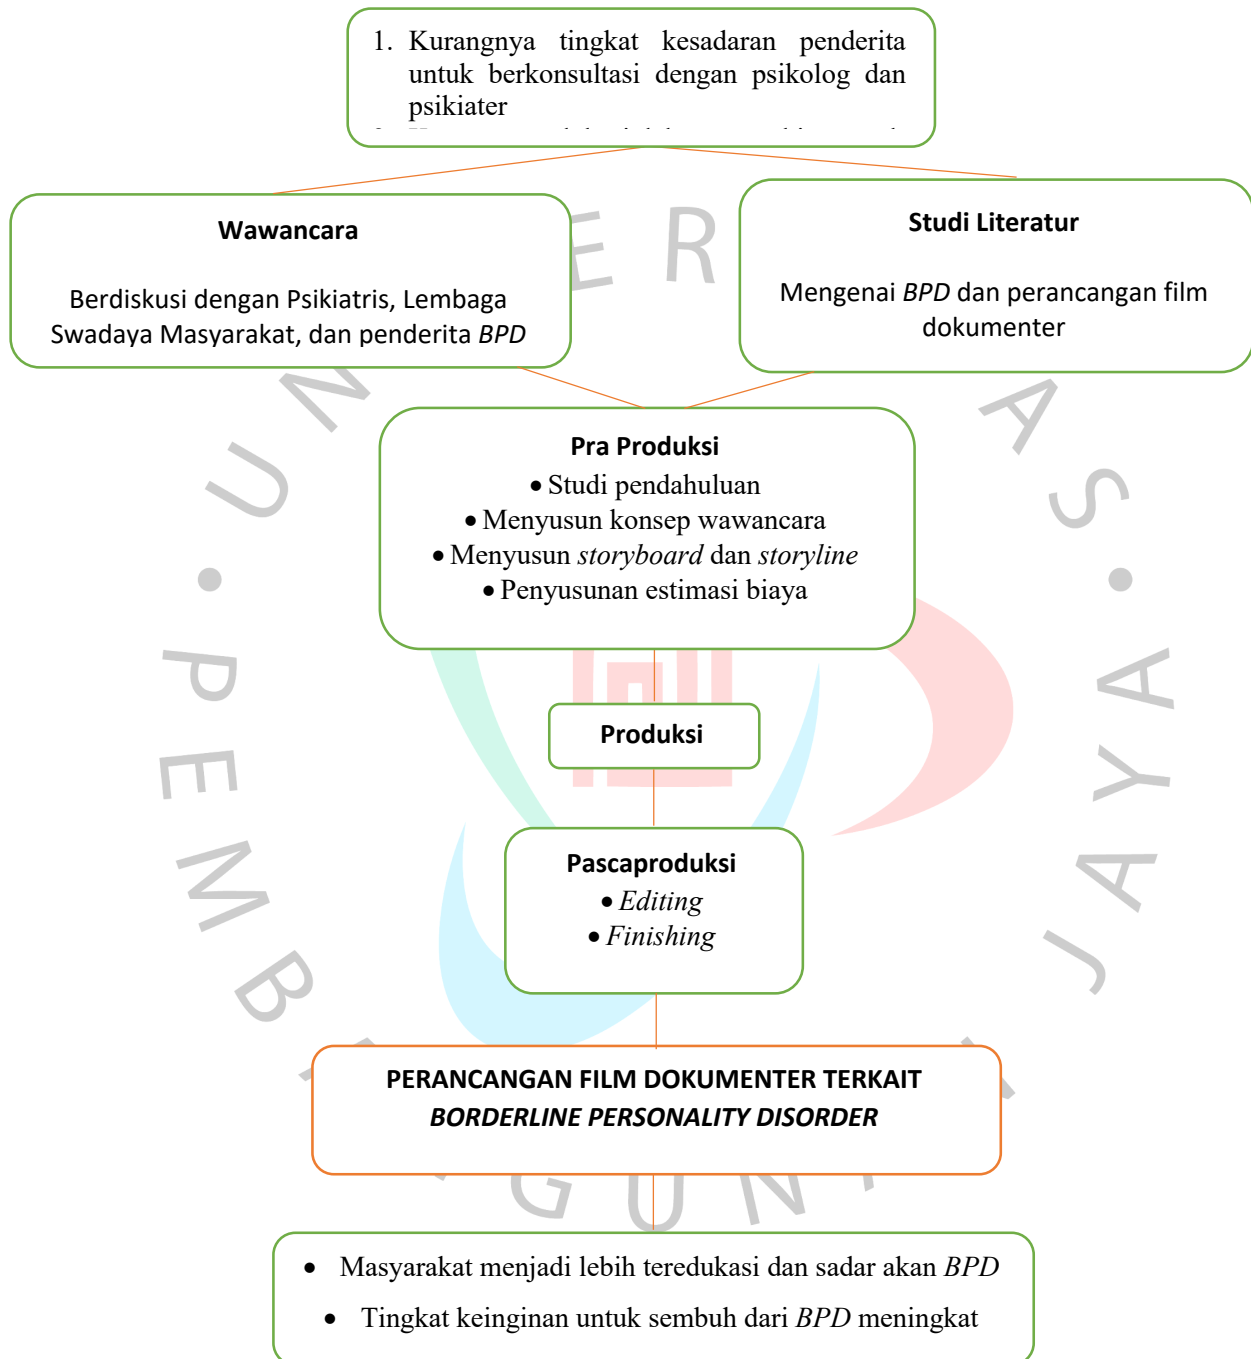 1. Kurangnya tingkat kesadaran penderita
untuk berkonsultasi dengan psikolog dan
psikiater
Wawancara
Berdiskusi dengan Psikiatris, Lembaga
Swadaya Masyarakat, dan penderita BPD
Studi Literatur
Mengenai BPD dan perancangan film
dokumenter
Pra Produksi
• Studi pendahuluan
• Menyusun konsep wawancara
• Menyusun storyboard dan storyline
• Penyusunan estimasi biaya
Produksi
Pascaproduksi
• Editing
• Finishing
PERANCANGAN FILM DOKUMENTER TERKAIT
BORDERLINE PERSONALITY DISORDER
• Masyarakat menjadi lebih teredukasi dan sadar akan BPD
• Tingkat keinginan untuk sembuh dari BPD meningkat
JAYA